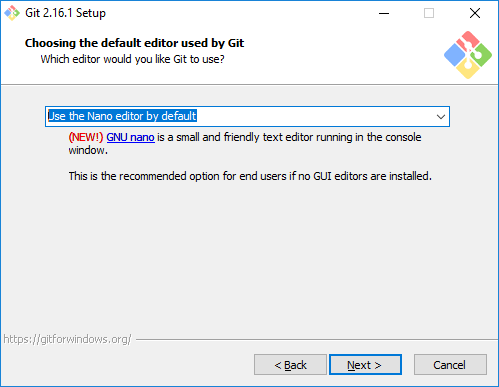 Git 2.16.1 Setup
Choosing the default editor used by Git
Which editor would you like Git to use?
Use the Nano editor by default
(NEW!) GNU nano is a small and friendly text editor running in the console
window.
This is the recommended option for end users if no GUI editors are installed.
https://gitforwindows.org/
< Back
Next >
Cancel